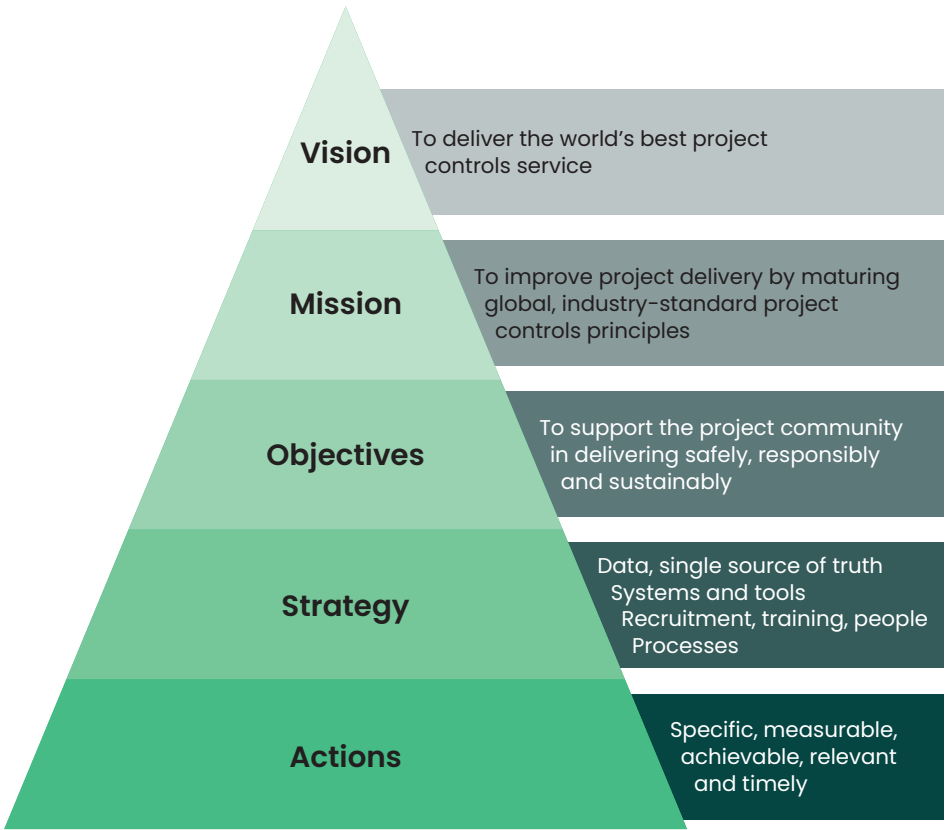 Vision
To deliver the world’s best project
controls service
Mission
To improve project delivery by maturing
global, industry-standard project
controls principles
Objectives
To support the project community
in delivering safely, responsibly
and sustainably
Strategy
Data, single source of truth
Systems and tools
Recruitment, training, people
Processes
Actions
Specific, measurable,
achievable, relevant
and timely